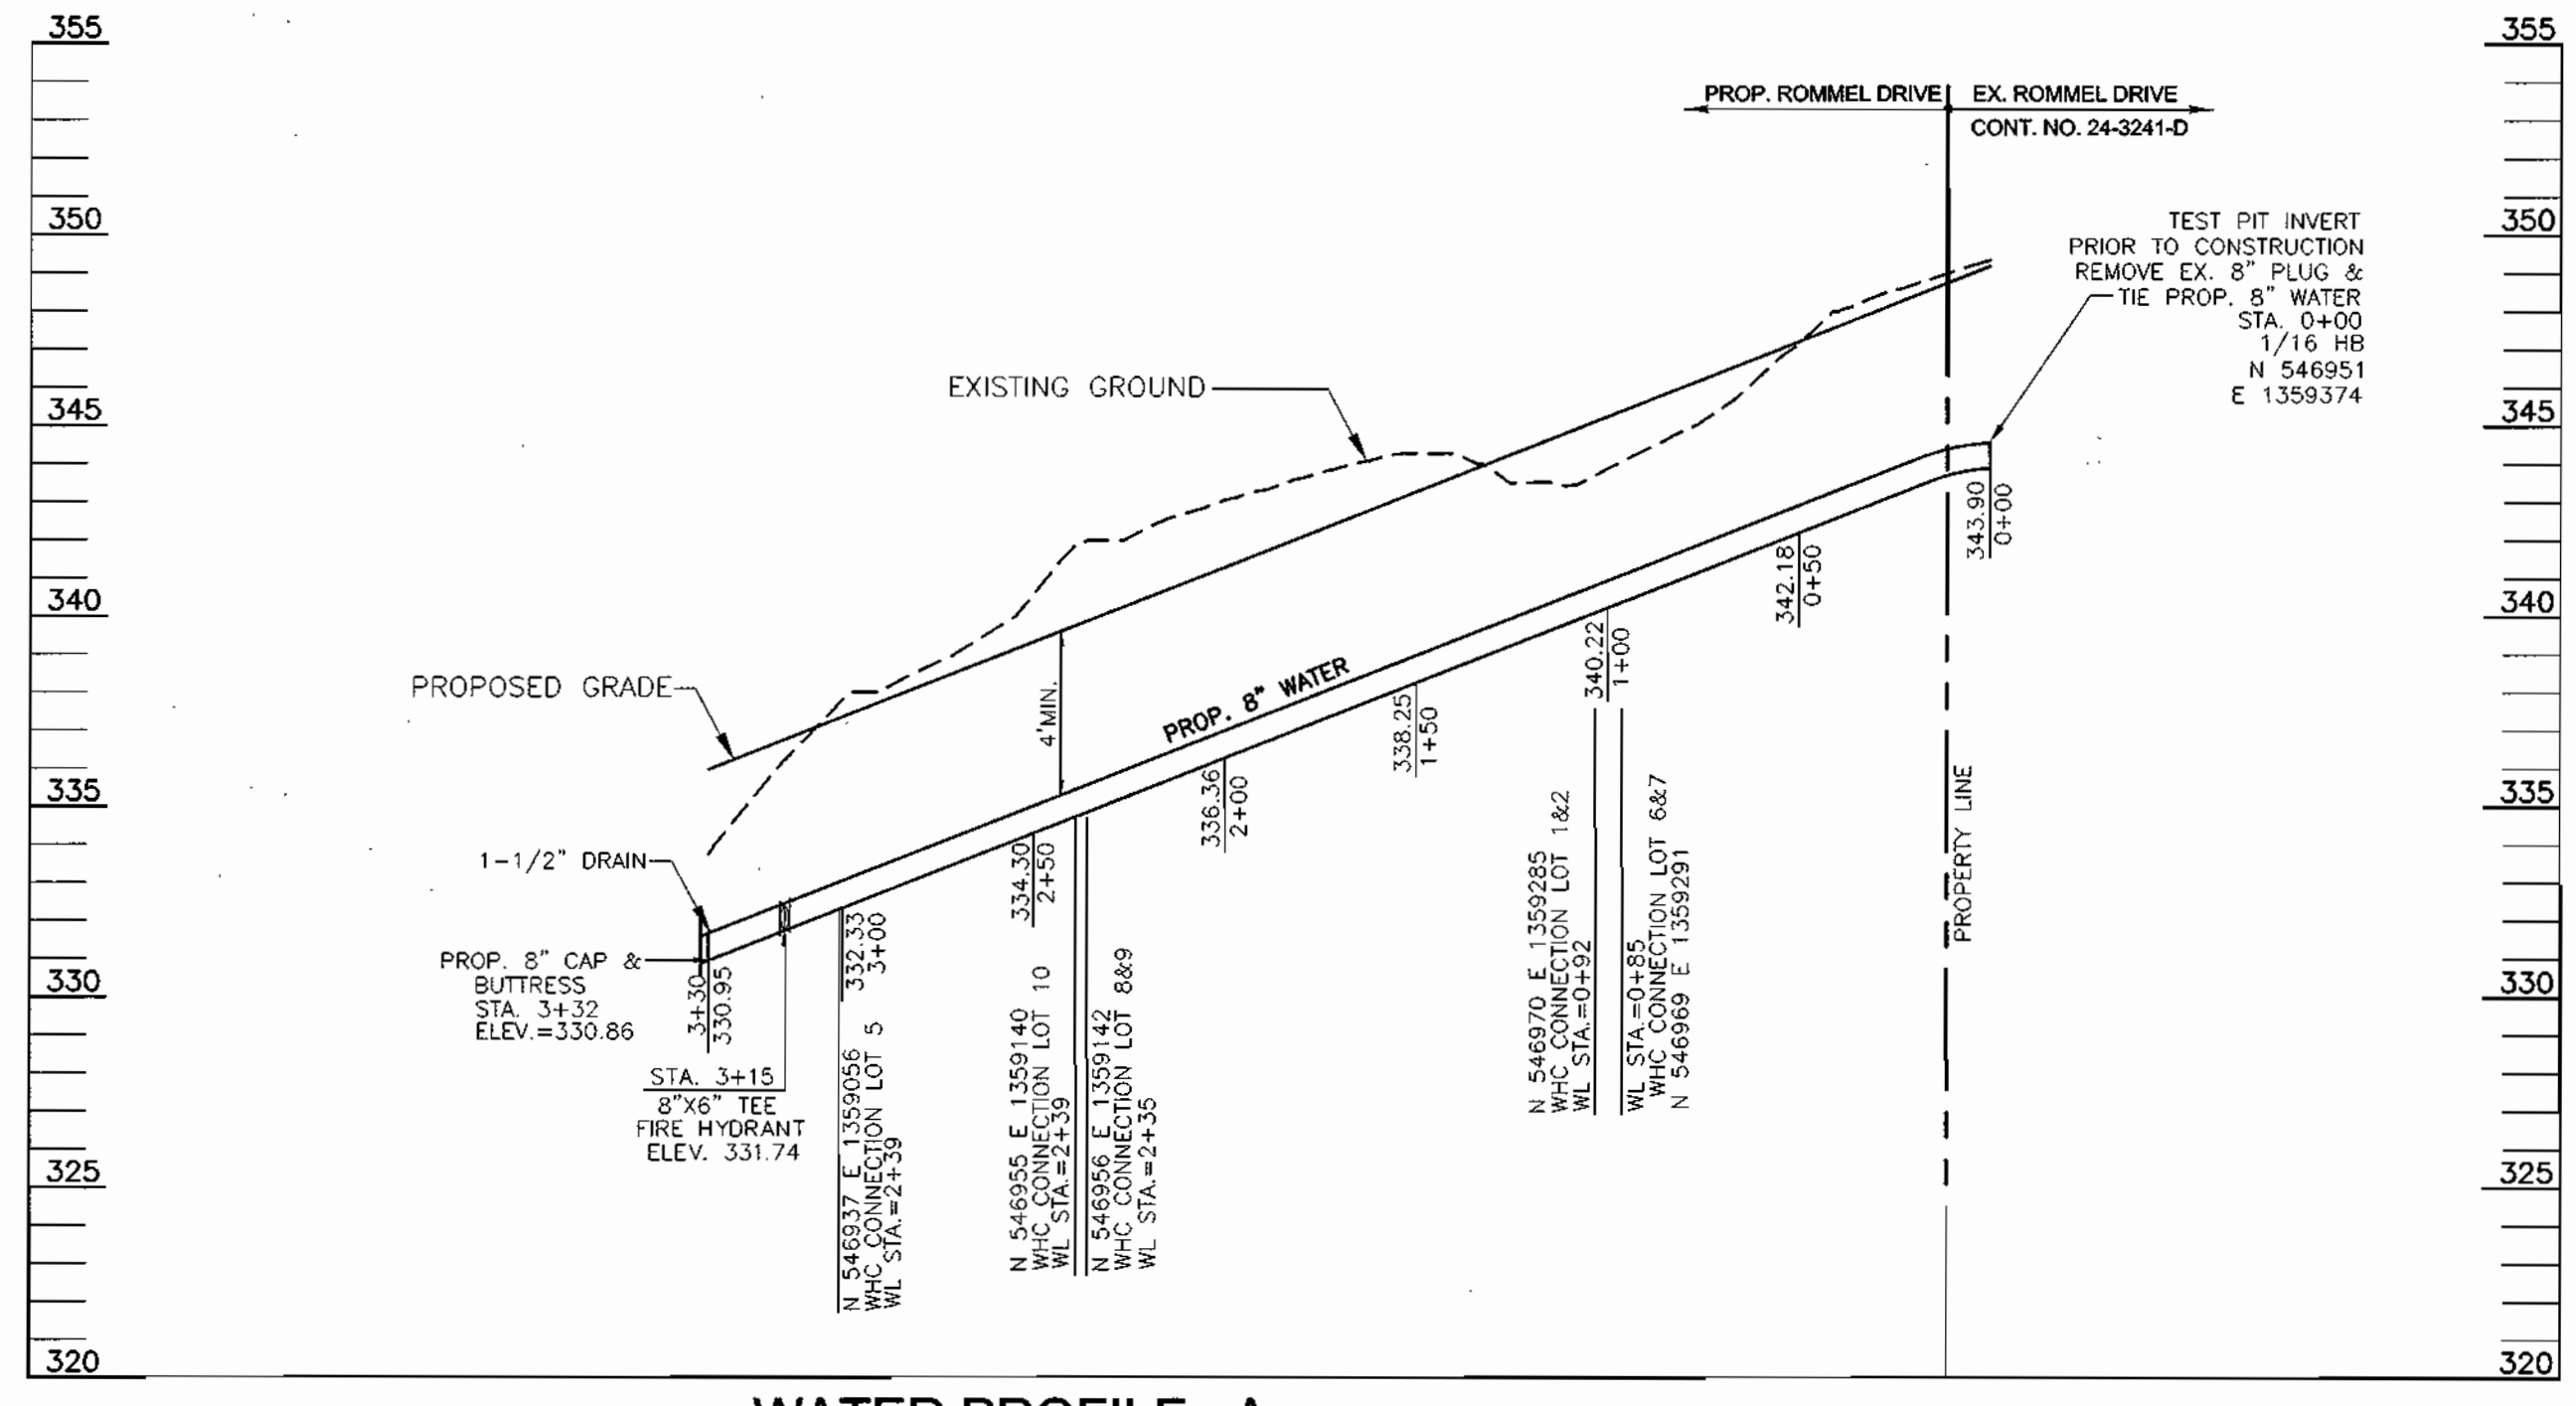 355
355
PROP. ROMMEL DRIVE
EX. ROMMEL DRIVE
CONT. NO. 24-3241-D
350
350
TEST PIT INVERT
PRIOR TO CONSTRUCTION
REMOVE EX. 8" PLUG &
TIE PROP. 8" WATER
STA. 0+00
1/16 HB
N 546951
E 1359374
EXISTING GROUND
345
345
343.90
0+00
342.18
0+50
340
340
340.22
1+00
PROPOSED GRADE
4'MIN.
PROP. 8" WATER
338.25
1+50
336.36
2+00
335
335
PROPERTY LINE
1-1/2" DRAIN
334.30
2+50
332.33
3+00
PROP. 8" CAP &
BUTTRESS
STA. 3+32
ELEV.=330.86
330
330
3+30
330.95
STA. 3+15
8"X6" TEE
FIRE HYDRANT
ELEV. 331.74
N 546937 E 1359056
WHC CONNECTION LOT 5
WL STA.=2+39
N 546955 E 1359140
WHC CONNECTION LOT 10
WL STA.=2+39
N 546956 E 1359142
WHC CONNECTION LOT 8&9
WL STA.=2+35
N 546970 E 1359285
WHC CONNECTION LOT 1&2
WL STA.=0+92
WL STA.=0+85
WHC CONNECTION LOT 6&7
N 546969 E 1359291
325
325
320
320
WATER PROFILE - A